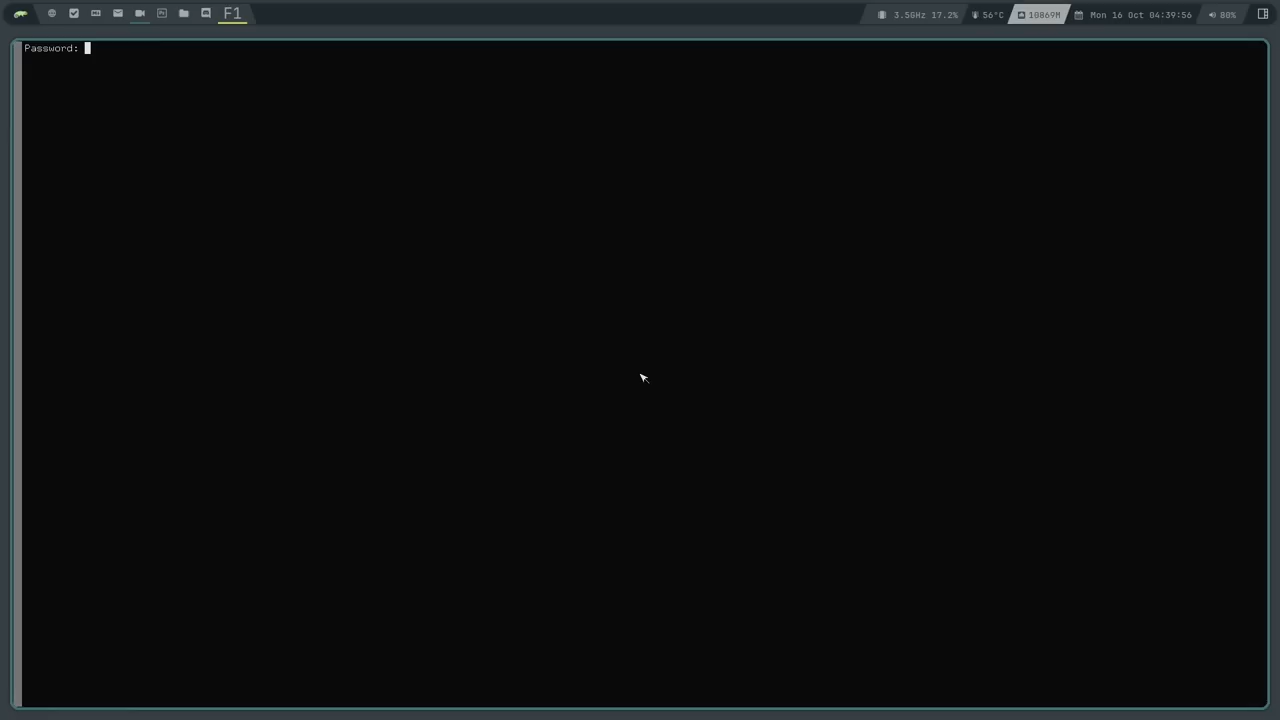 F1
3.5GHz 17.2%
56°C
10869M
Mon 16 Oct 04:39:56
80%
Password: